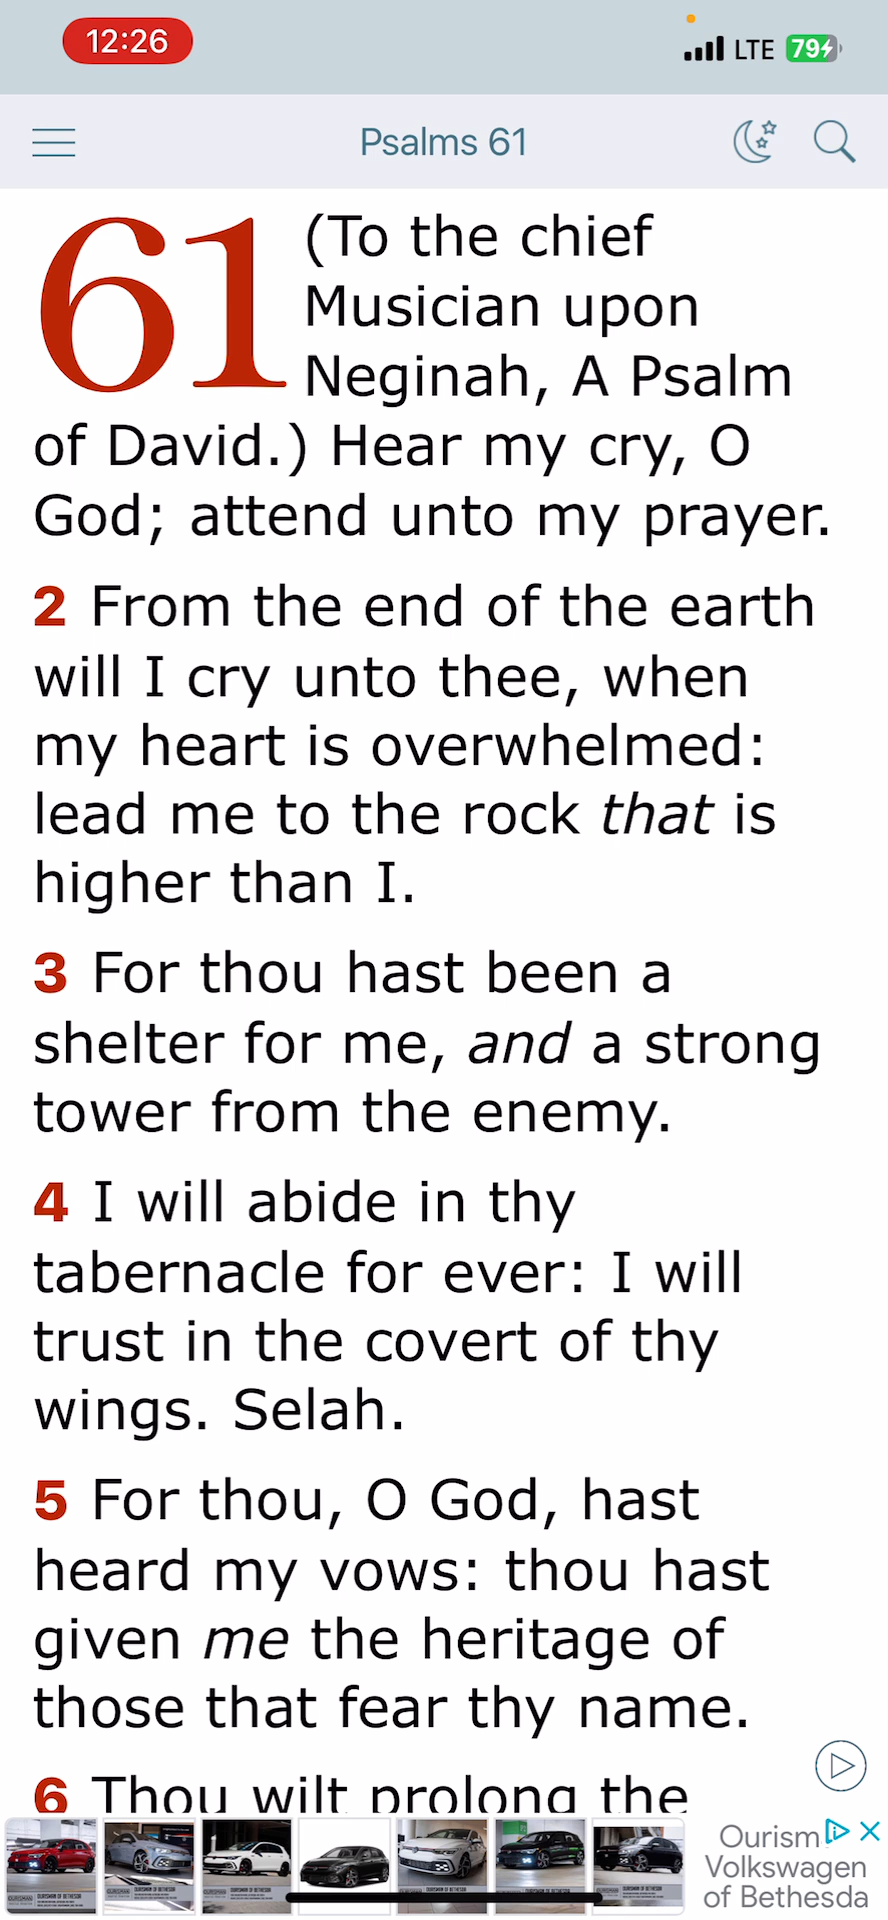 12:26
LTE 79
Psalms 61
61 (To the chief
Musician upon
Neginah, A Psalm
of David.) Hear my cry, O
God; attend unto my prayer.
2 From the end of the earth
will I cry unto thee, when
my heart is overwhelmed:
lead me to the rock that is
higher than I.
3 For thou hast been a
shelter for me, and a strong
tower from the enemy.
4 I will abide in thy
tabernacle for ever: I will
trust in the covert of thy
wings. Selah.
5 For thou, O God, hast
heard my vows: thou hast
given me the heritage of
those that fear thy name.
6 Thou wilt prolong the
Ourism
Volkswagen
of Bethesda